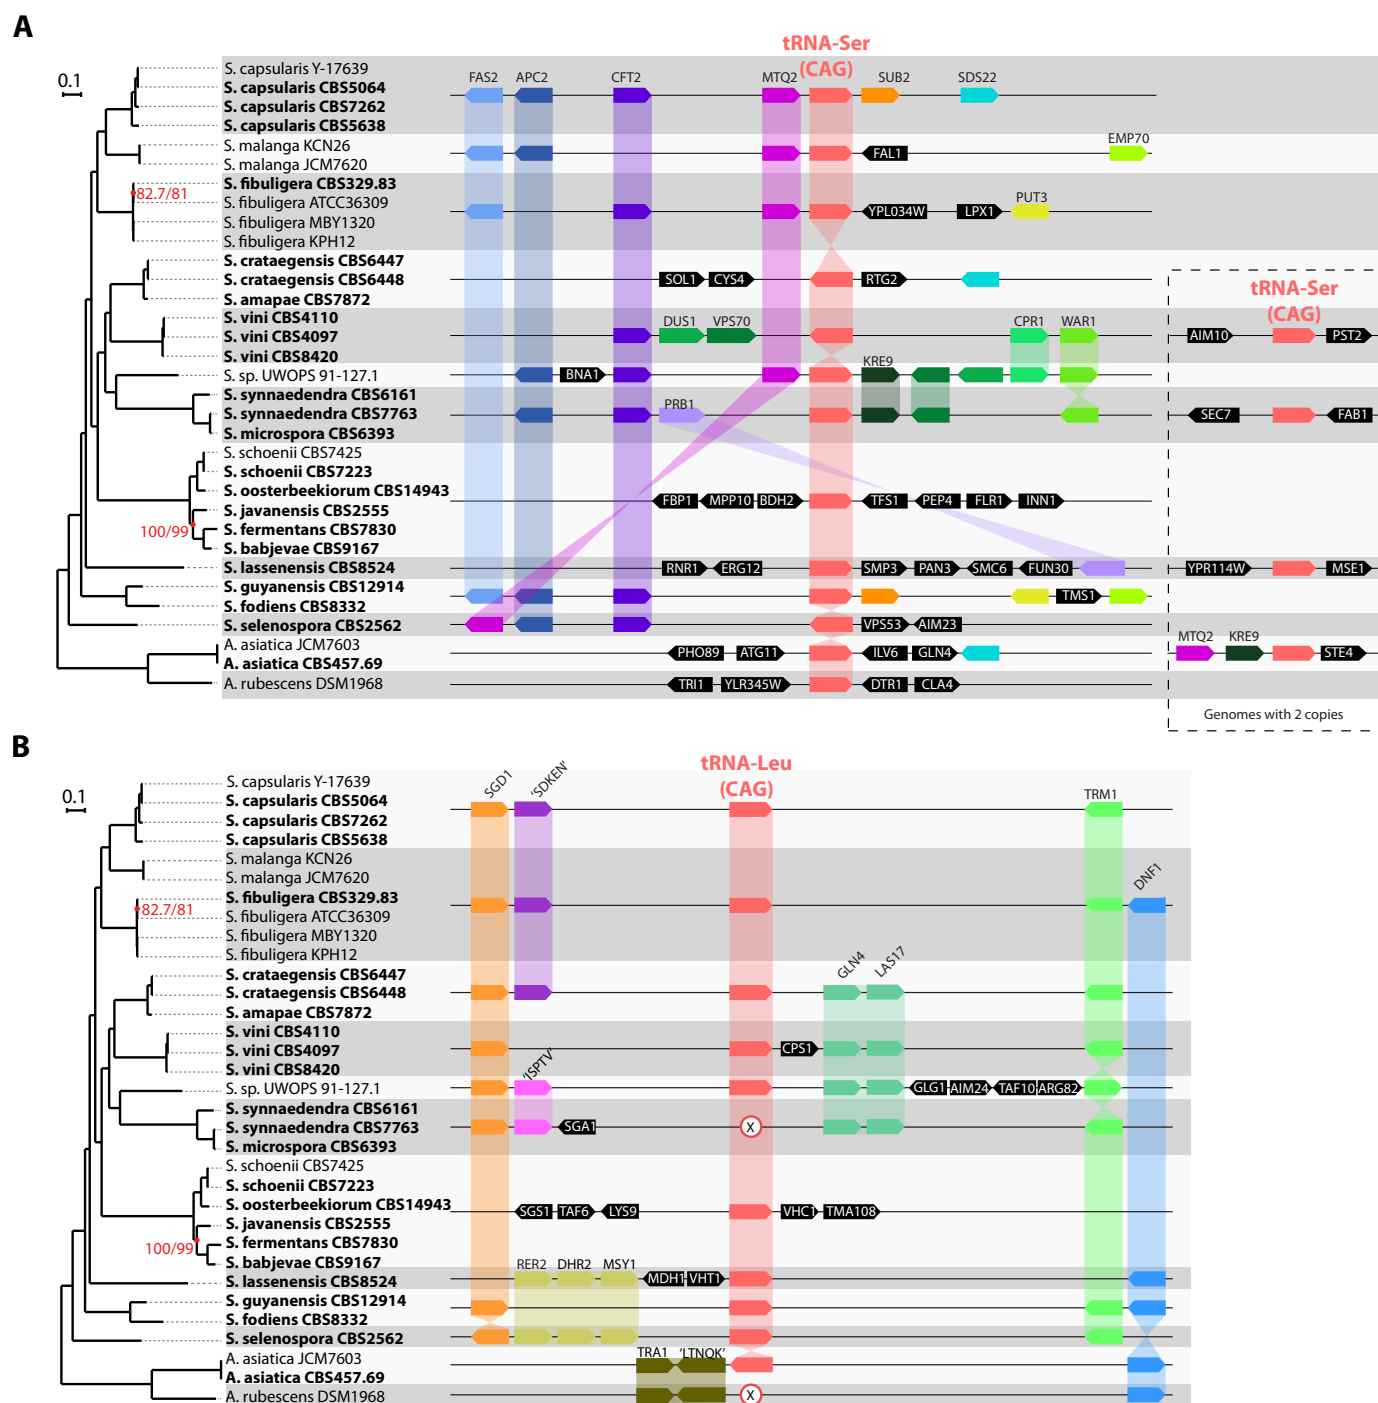 A
tRNA-Ser
(CAG)
0.1
S. capsularis Y-17639
S. capsularis CBS5064
S. capsularis CBS7262
S. capsularis CBS5638
FAS2 APC2 CFT2 MTQ2 SUB2 SDS22
S. malanga KCN26
S. malanga JCM7620
FAL1 EMP70
82.7/81
S. fibuligera CBS329.83
S. fibuligera ATCC36309
S. fibuligera MBY1320
S. fibuligera KPH12
YPL034W LPX1 PUT3
S. crataegensis CBS6447
S. crataegensis CBS6448
S. amapae CBS7872
SOL1 CYS4 RTG2
tRNA-Ser
(CAG)
S. vini CBS4110
S. vini CBS4097
S. vini CBS8420
DUS1 VPS70 CPR1 WAR1 AIM10 PST2
S. sp. UWOPS 91-127.1
BNA1 KRE9
S. synnaedendra CBS6161
S. synnaedendra CBS7763
S. microspora CBS6393
PRB1 SEC7 FAB1
S. schoenii CBS7425
S. schoenii CBS7223
S. oosterbeekiorum CBS14943
S. javanensis CBS2555
100/99
S. fermentans CBS7830
S. babjevae CBS9167
FBP1 MPP10 BDH2 TFS1 PEP4 FLR1 INN1
S. lassenensis CBS8524
RNR1 ERG12 SMP3 PAN3 SMC6 FUN30 YPR114W MSE1
S. guyanensis CBS12914
S. fodiens CBS8332
TMS1
S. selenospora CBS2562
VPS53 AIM23
A. asiatica JCM7603
A. asiatica CBS457.69
PHO89 ATG11 ILV6 GLN4 MTQ2 KRE9 STE4
A. rubescens DSM1968
TRI1 YLR345W DTR1 CLA4
Genomes with 2 copies
B
tRNA-Leu
(CAG)
0.1
S. capsularis Y-17639
S. capsularis CBS5064
S. capsularis CBS7262
S. capsularis CBS5638
SGD1 'SDKEN' TRM1
S. malanga KCN26
S. malanga JCM7620
82.7/81
S. fibuligera CBS329.83
S. fibuligera ATCC36309
S. fibuligera MBY1320
S. fibuligera KPH12
DNF1
S. crataegensis CBS6447
S. crataegensis CBS6448
S. amapae CBS7872
GLN4 LAS17
S. vini CBS4110
S. vini CBS4097
S. vini CBS8420
CPS1
S. sp. UWOPS 91-127.1
'ISPTV' GLG1 AIM24 TAF10 ARG82
S. synnaedendra CBS6161
S. synnaedendra CBS7763
S. microspora CBS6393
SGA1 X
S. schoenii CBS7425
S. schoenii CBS7223
S. oosterbeekiorum CBS14943
S. javanensis CBS2555
100/99
S. fermentans CBS7830
S. babjevae CBS9167
SGS1 TAF6 LYS9 VHC1 TMA108
S. lassenensis CBS8524
RER2 DHR2 MSY1 MDH1 VHT1
S. guyanensis CBS12914
S. fodiens CBS8332
S. selenospora CBS2562
A. asiatica JCM7603
A. asiatica CBS457.69
TRA1 'LTNQK'
A. rubescens DSM1968
X